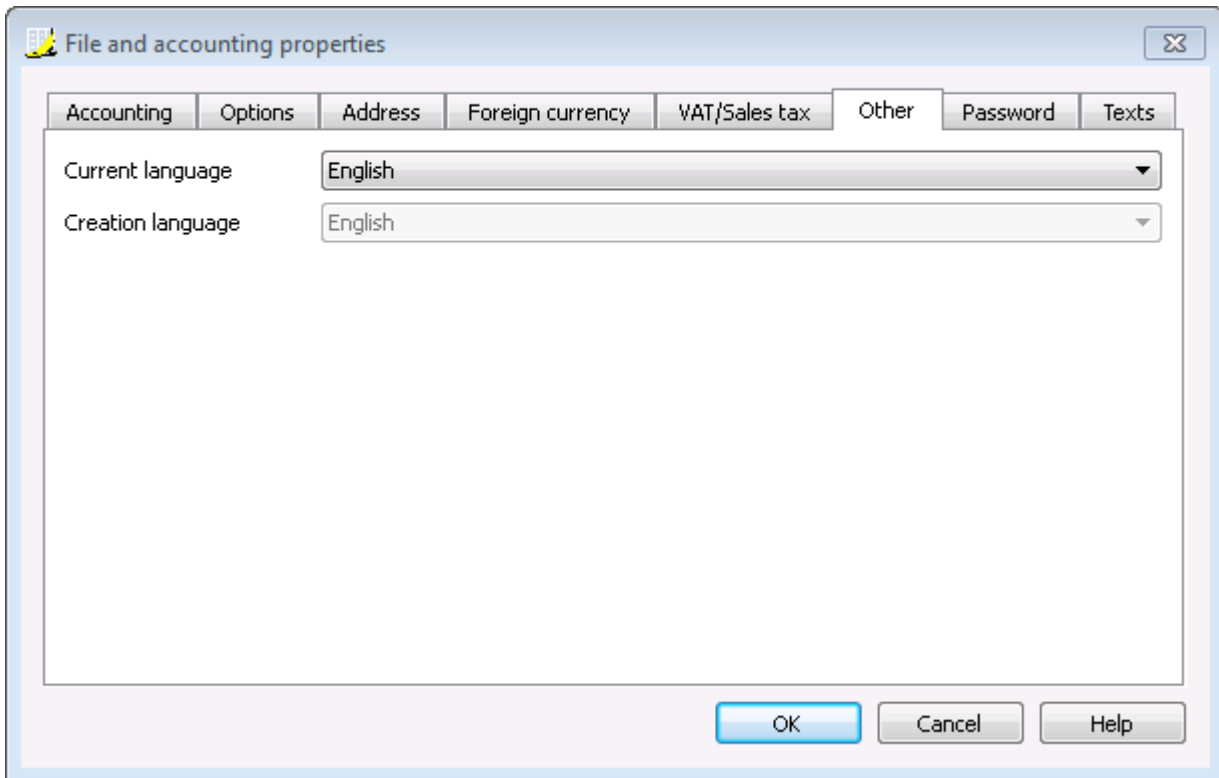 File and accounting properties
Accounting Options Address Foreign currency VAT/Sales tax Other Password Texts
Current language English
Creation language English
OK Cancel Help